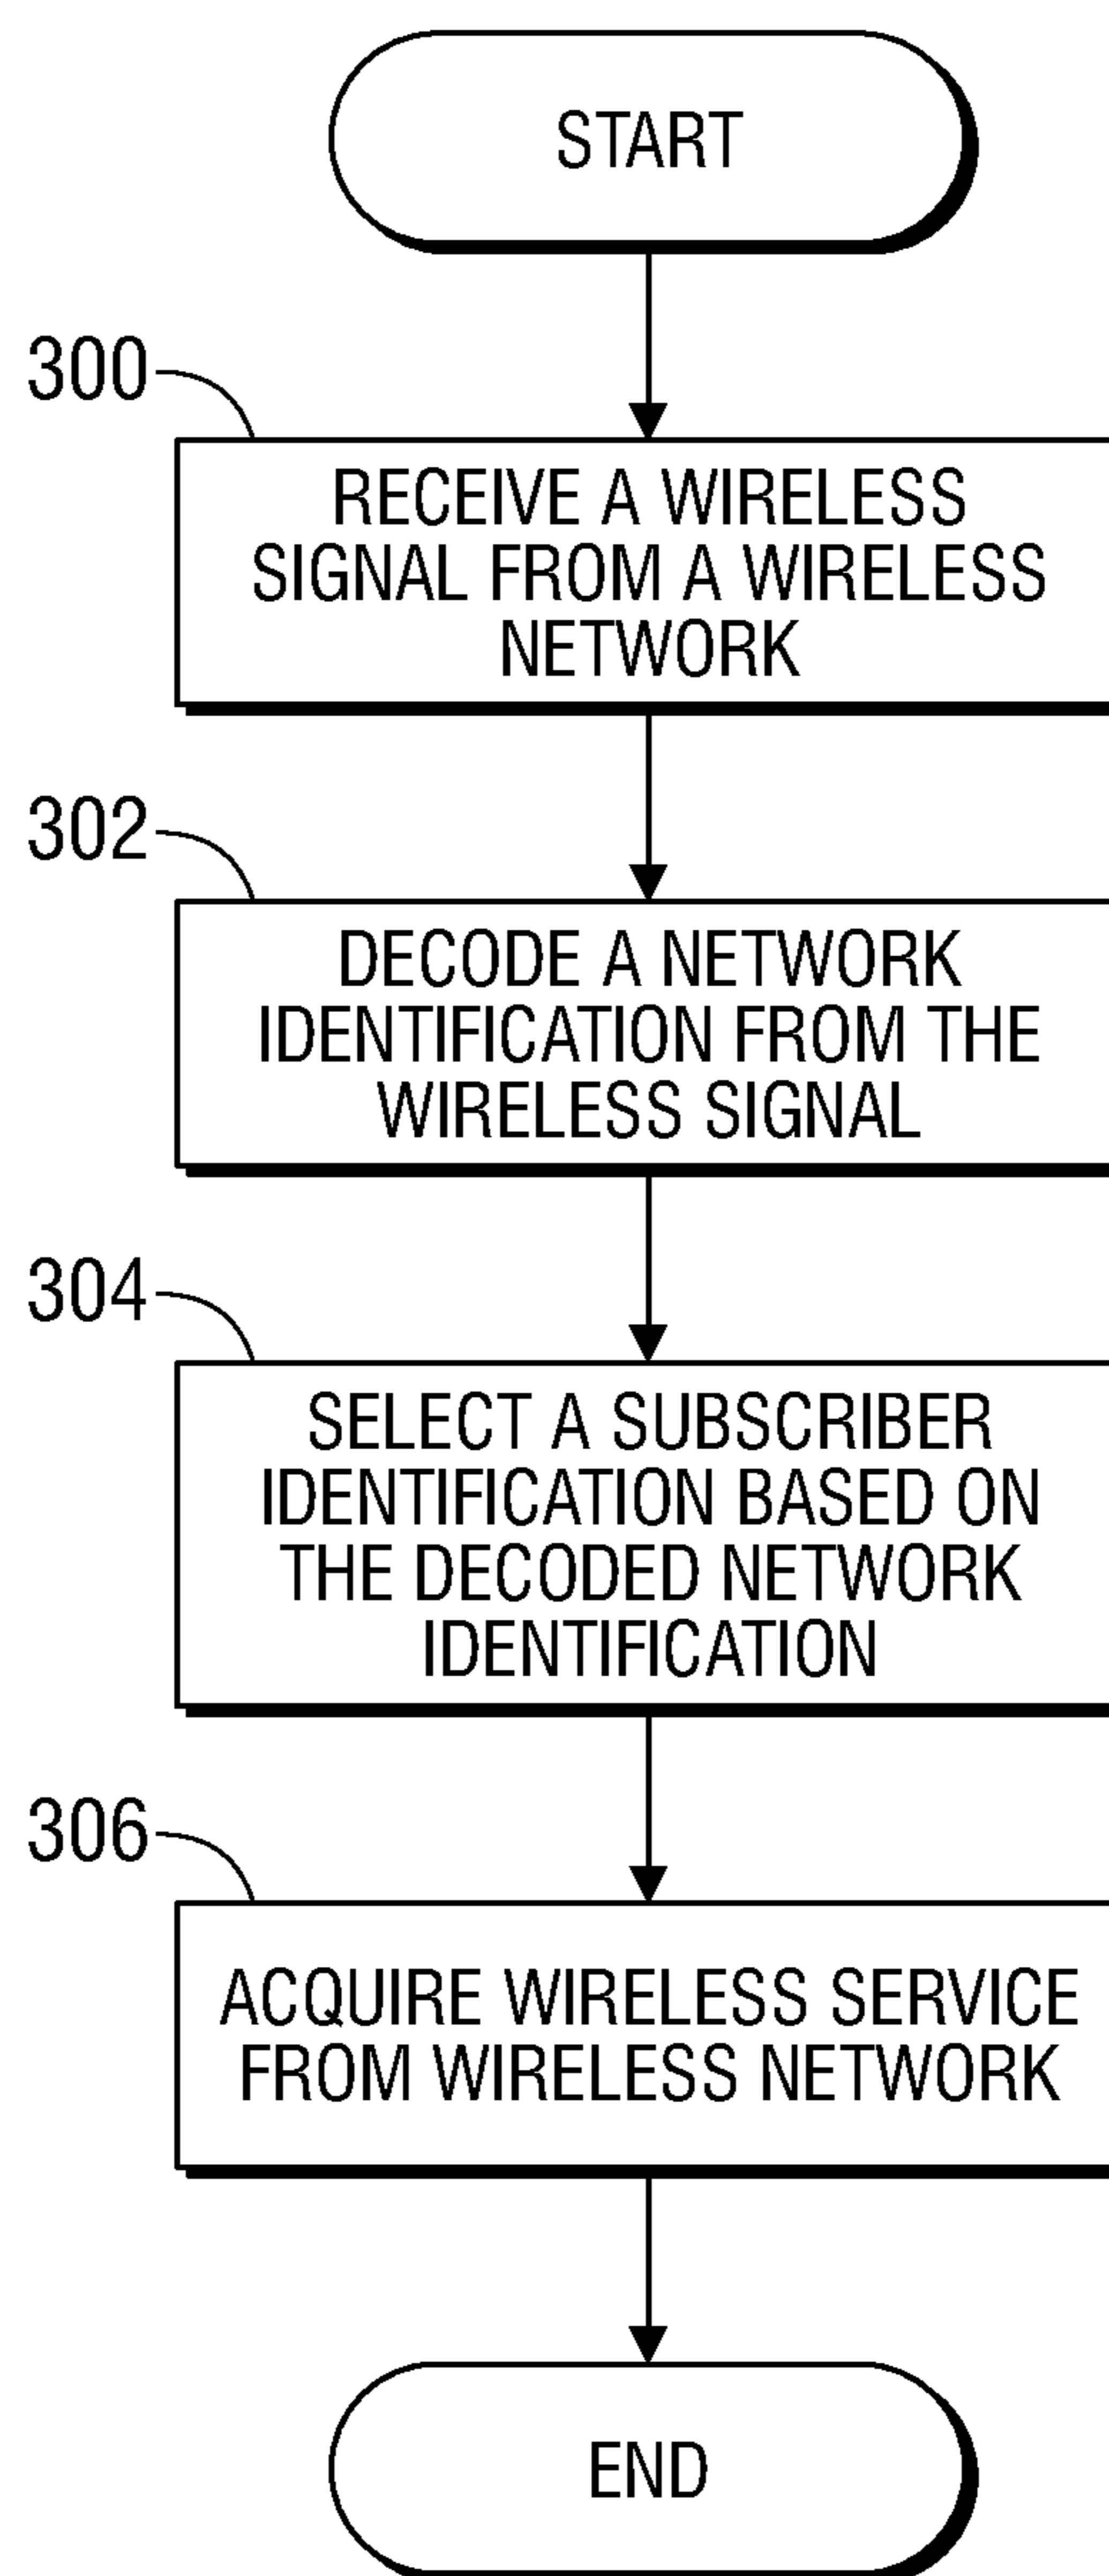 START
300
RECEIVE A WIRELESS
SIGNAL FROM A WIRELESS
NETWORK
302
DECODE A NETWORK
IDENTIFICATION FROM THE
WIRELESS SIGNAL
304
SELECT A SUBSCRIBER
IDENTIFICATION BASED ON
THE DECODED NETWORK
IDENTIFICATION
306
ACQUIRE WIRELESS SERVICE
FROM WIRELESS NETWORK
END